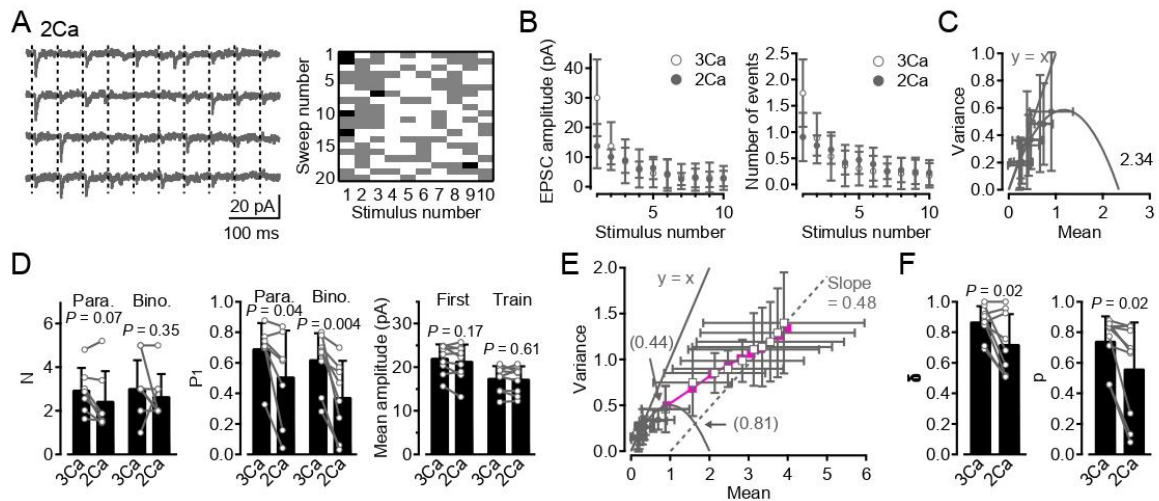 A
2Ca
20 pA
100 ms
Sweep number
1
5
10
15
20
1 2 3 4 5 6 7 8 9 10
Stimulus number
B
EPSC amplitude (pA)
40
30
20
10
0
3Ca
2Ca
5 10
Stimulus number
Number of events
2.5
2.0
1.5
1.0
0.5
0.0
3Ca
2Ca
5 10
Stimulus number
C
Variance
1.0
0.8
0.6
0.4
0.2
0.0
y = x
2.34
0 1 2 3
Mean
D
N
6
4
2
0
Para. Bino.
P = 0.07
P = 0.35
3Ca 2Ca 3Ca 2Ca
P1
1.0
0.8
0.6
0.4
0.2
0.0
Para. Bino.
P = 0.04
P = 0.004
3Ca 2Ca 3Ca 2Ca
Mean amplitude (pA)
30
20
10
0
First Train
P = 0.17
P = 0.61
3Ca 2Ca 3Ca 2Ca
E
Variance
2.0
1.5
1.0
0.5
0.0
y = x
Slope
= 0.48
(0.44)
(0.81)
0 1 2 3 4 5 6
Mean
F
δ
1.0
0.8
0.6
0.4
0.2
0.0
P = 0.02
3Ca 2Ca
p
1.0
0.8
0.6
0.4
0.2
0.0
P = 0.02
3Ca 2Ca